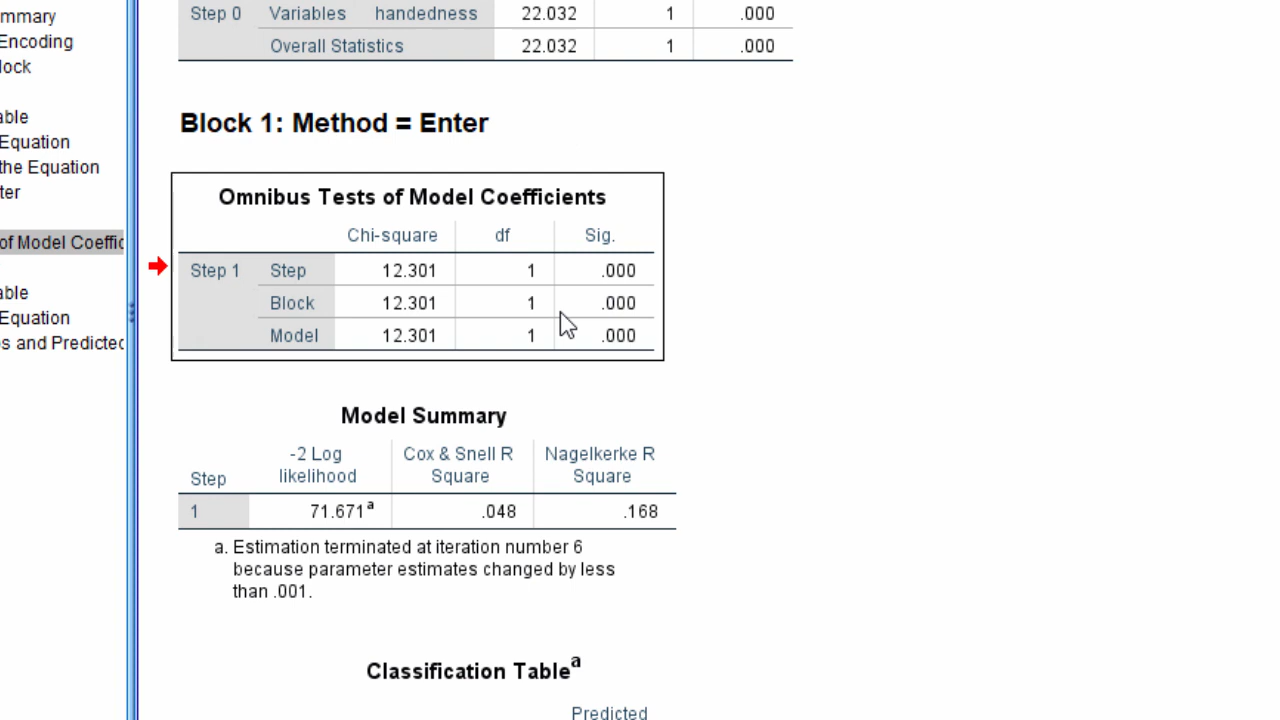 mmary
Encoding
lock
able
Equation
the Equation
ter
of Model Coeffic
able
Equation
s and Predicted
Step 0 Variables handedness 22.032 1 .000
Overall Statistics 22.032 1 .000
Block 1: Method = Enter
Omnibus Tests of Model Coefficients
Chi-square df Sig.
Step 1 Step 12.301 1 .000
Block 12.301 1 .000
Model 12.301 1 .000
Model Summary
Step -2 Log likelihood Cox & Snell R Square Nagelkerke R Square
1 71.671a .048 .168
a. Estimation terminated at iteration number 6
because parameter estimates changed by less
than .001.
Classification Tablea
Predicted